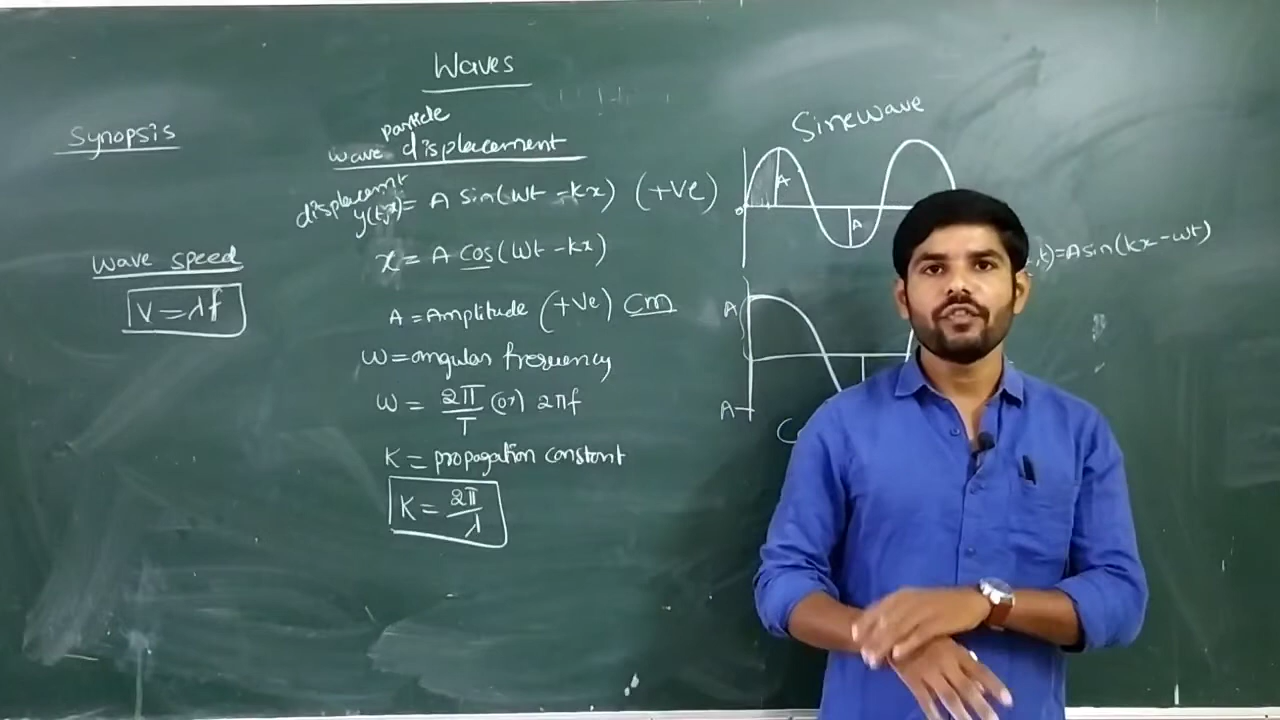 Waves
Synopsis
particle
wave displacement
displacemt
y(t,x) = A sin(ωt - kx) (+ve)
x = A cos(ωt - kx)
A = Amplitude (+ve) cm
ω = angular frequency
ω = 2π/T (or) 2πf
K = propagation constant
K = 2π/λ
Wave speed
V = λf
Sinewave
A
A
,t) = A sin(kx - ωt)
A
A
C